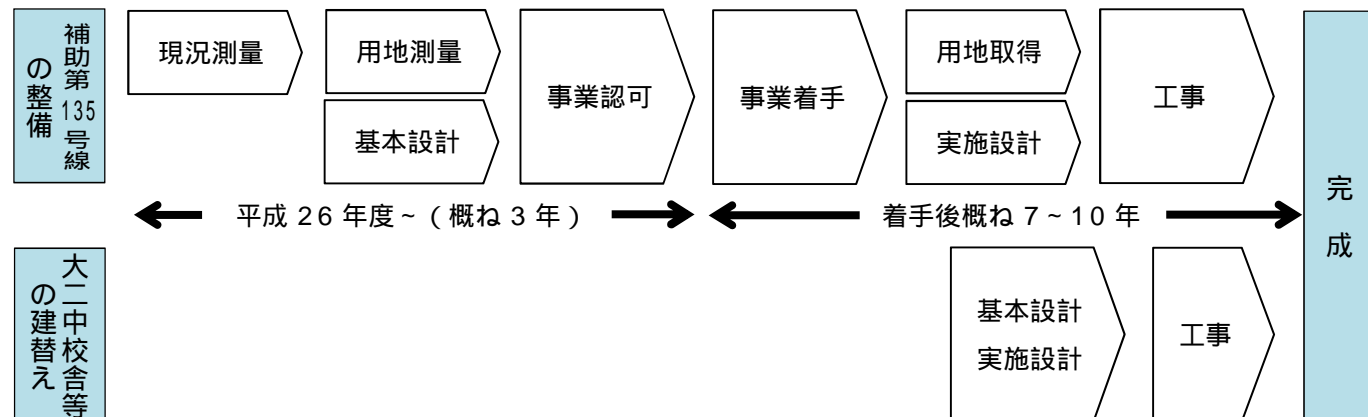 補助第135号線
の整備
現況測量
用地測量
基本設計
事業認可
事業着手
用地取得
実施設計
工事
平成26年度～（概ね3年）
着手後概ね7～10年
完成
大二中校舎等
の建替え
基本設計
実施設計
工事